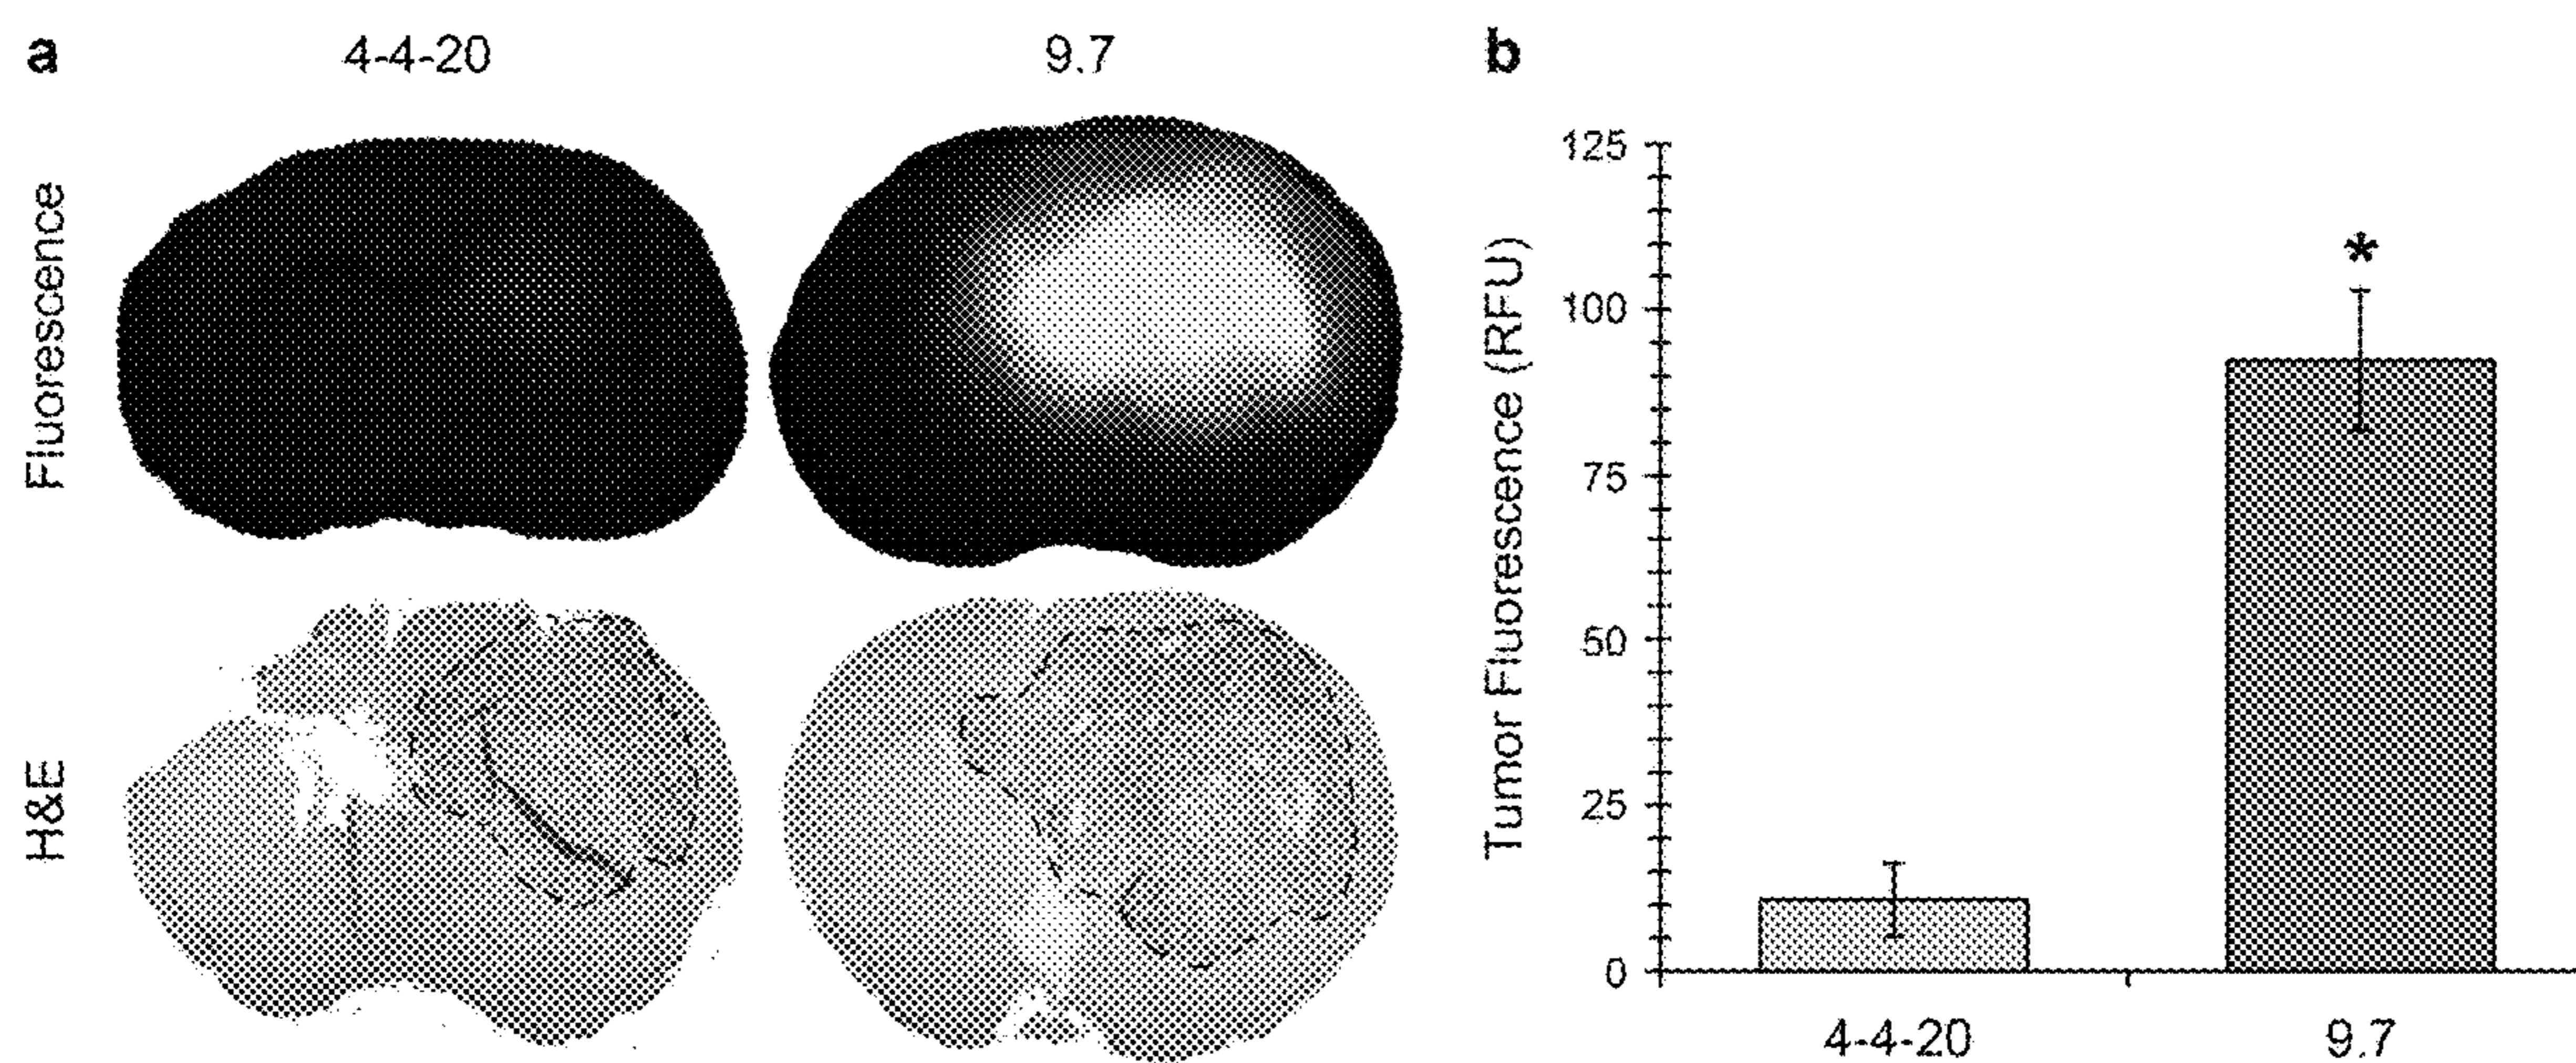 a
4-4-20
9.7
Fluorescence
H&E
b
Tumor Fluorescence (RFU)
125
100
75
50
25
0
*
4-4-20
9.7